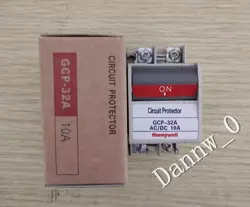 GCP-32A
10A
CIRCUIT PROTECTOR
ON
Circuit Protector
GCP-32A
AC/DC 10A
Honeywell
Dannw_0